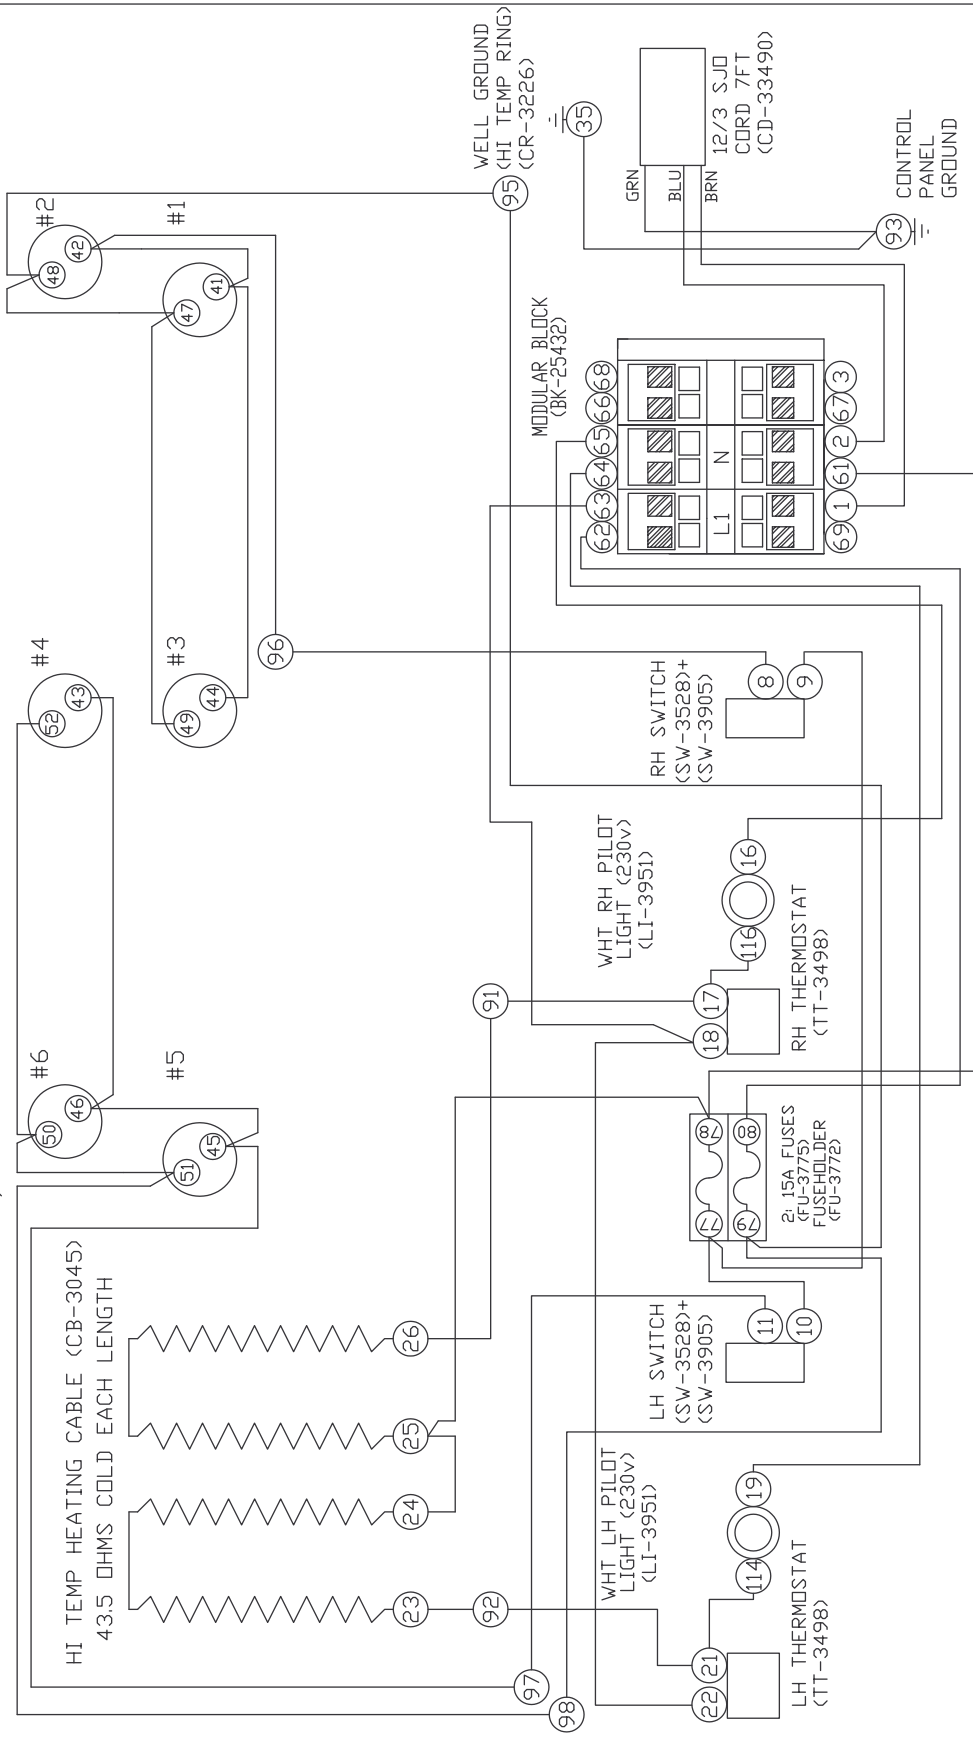 HI TEMP HEATING CABLE (CB-3045)
43.5 OHMS COLD EACH LENGTH
#6
50
46
#5
51
45
#4
52
43
#3
49
44
#2
48
42
#1
47
41
WELL GROUND
(HI TEMP RING)
(CR-3226)
95
96
23
24
25
26
91
92
97
98
WHT LH PILOT
LIGHT (230v)
(LI-3951)
114
19
LH THERMOSTAT
(TT-3498)
22
21
LH SWITCH
(SW-3528)+
(SW-3905)
11
10
77
78
79
80
2: 15A FUSES
(FU-3775)
FUSEHOLDER
(FU-3772)
WHT RH PILOT
LIGHT (230v)
(LI-3951)
116
16
18
17
RH THERMOSTAT
(TT-3498)
RH SWITCH
(SW-3528)+
(SW-3905)
8
9
MODULAR BLOCK
(BK-25432)
62
63
64
65
66
68
L1
N
69
1
61
2
67
3
35
GRN
BLU
BRN
12/3 SJO
CORD 7FT
(CD-33490)
93
CONTROL
PANEL
GROUND